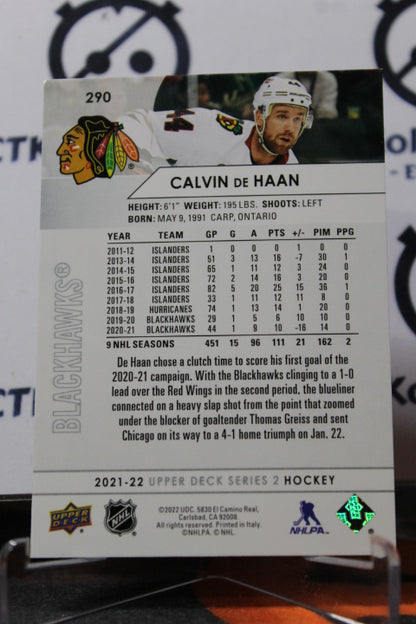 290
44
CALVIN DE HAAN
HEIGHT: 6'1" WEIGHT: 195 LBS. SHOOTS: LEFT
BORN: MAY 9, 1991 CARP, ONTARIO
YEAR TEAM GP G A PTS +/- PIM PPG
2011-12 ISLANDERS 1 0 0 0 -1 0 0
2013-14 ISLANDERS 51 3 13 16 -7 30 1
2014-15 ISLANDERS 65 1 11 12 3 24 0
2015-16 ISLANDERS 72 2 14 16 3 20 0
2016-17 ISLANDERS 82 5 20 25 15 36 1
2017-18 ISLANDERS 33 1 11 12 11 8 0
2018-19 HURRICANES 74 1 13 14 1 20 0
2019-20 BLACKHAWKS 29 1 5 6 10 10 0
2020-21 BLACKHAWKS 44 1 9 10 -16 14 0
9 NHL SEASONS 451 15 96 111 21 162 2
BLACKHAWKS®
De Haan chose a clutch time to score his first goal of the
2020-21 campaign. With the Blackhawks clinging to a 1-0
lead over the Red Wings in the second period, the blueliner
connected on a heavy slap shot from the point that zoomed
under the blocker of goaltender Thomas Greiss and sent
Chicago on its way to a 4-1 home triumph on Jan. 22.
2021-22 UPPER DECK SERIES 2 HOCKEY
UPPER DECK
NHL
©2022 UDC. 5830 El Camino Real,
Carlsbad, CA 92008.
All rights reserved. Printed in Italy.
©NHLPA. © NHL.
NHLPA